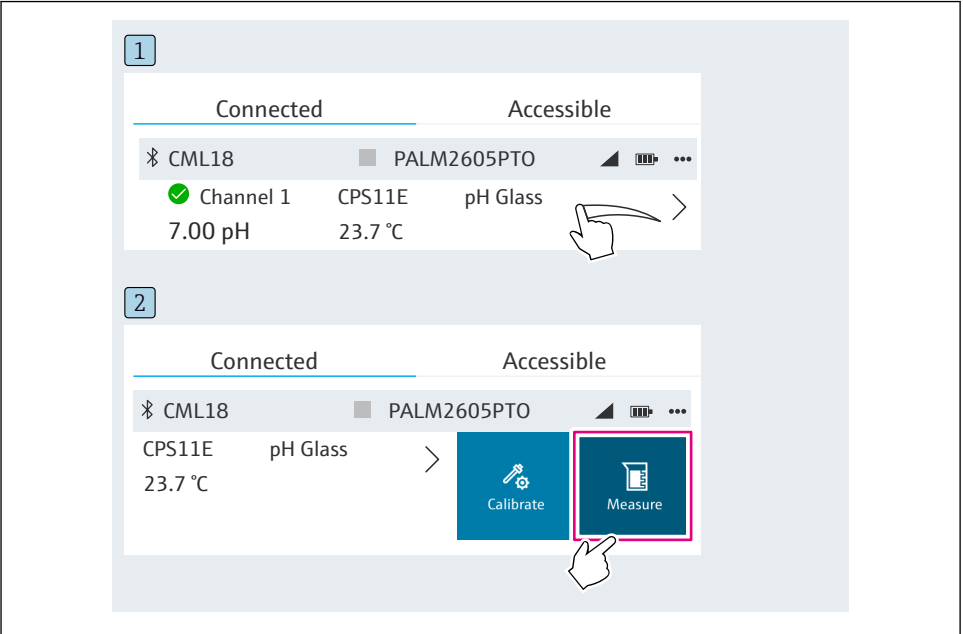 1
Connected Accessible
CML18 PALM2605PTO
Channel 1 CPS11E pH Glass
7.00 pH 23.7 °C
2
Connected Accessible
CML18 PALM2605PTO
CPS11E pH Glass
23.7 °C
Calibrate Measure